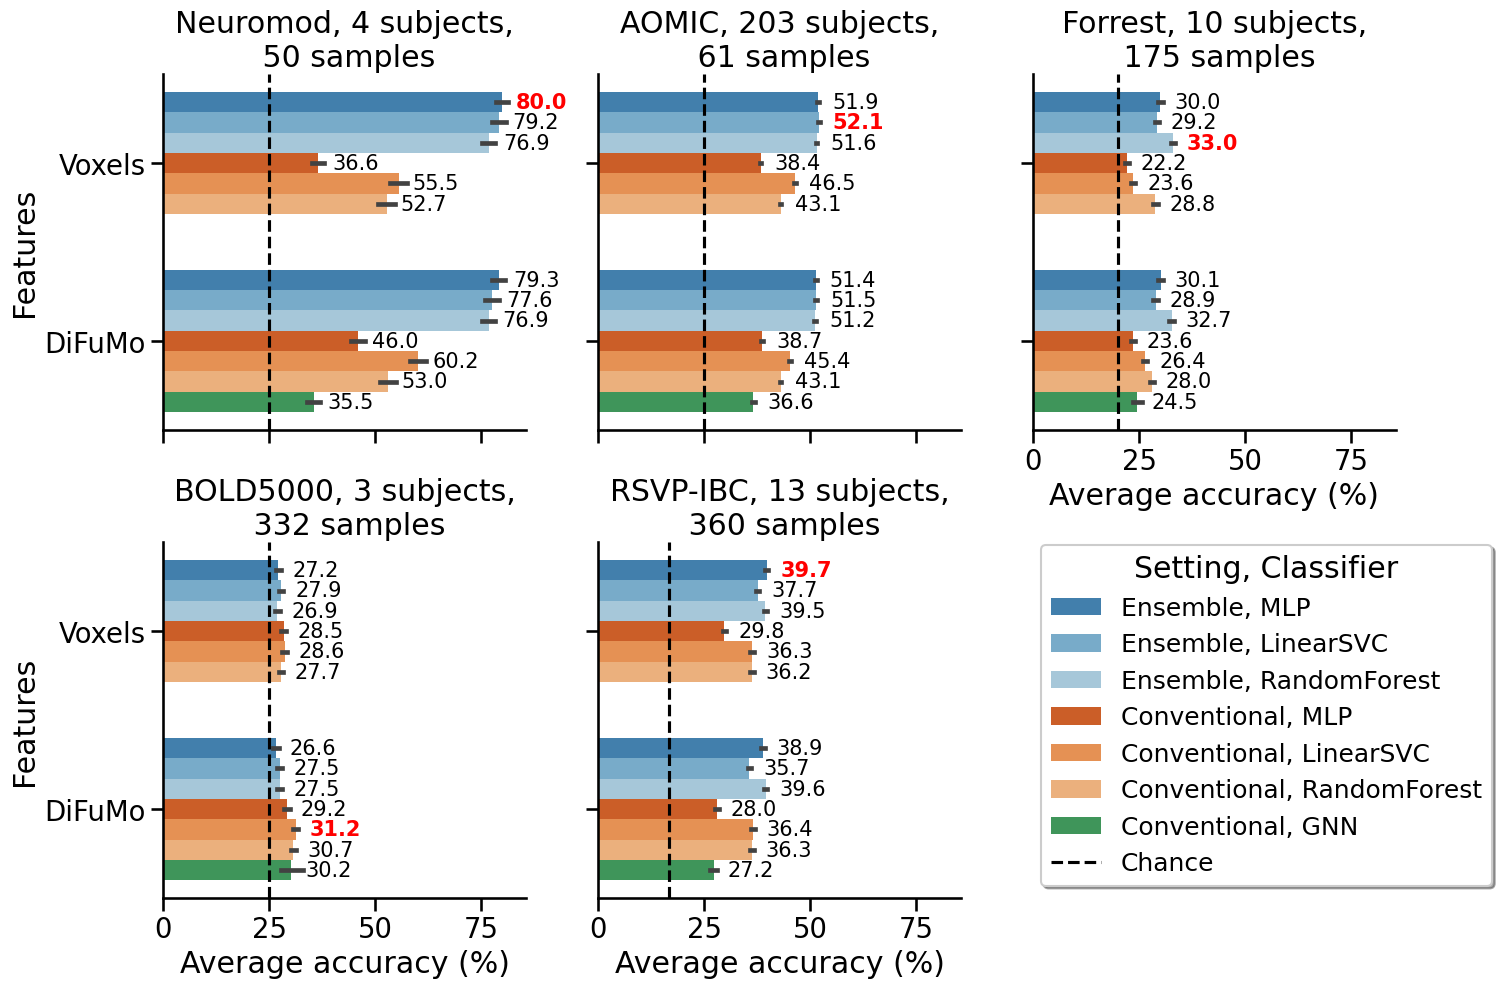 Neuromod, 4 subjects,
50 samples
AOMIC, 203 subjects,
61 samples
Forrest, 10 subjects,
175 samples
Features
Voxels
80.0
79.2
76.9
36.6
55.5
52.7
DiFuMo
79.3
77.6
76.9
46.0
60.2
53.0
35.5
51.9
52.1
51.6
38.4
46.5
43.1
51.4
51.5
51.2
38.7
45.4
43.1
36.6
30.0
29.2
33.0
22.2
23.6
28.8
30.1
28.9
32.7
23.6
26.4
28.0
24.5
0 25 50 75
Average accuracy (%)
BOLD5000, 3 subjects,
332 samples
RSVP-IBC, 13 subjects,
360 samples
Features
Voxels
27.2
27.9
26.9
28.5
28.6
27.7
DiFuMo
26.6
27.5
27.5
29.2
31.2
30.7
30.2
0 25 50 75
Average accuracy (%)
39.7
37.7
39.5
29.8
36.3
36.2
38.9
35.7
39.6
28.0
36.4
36.3
27.2
0 25 50 75
Average accuracy (%)
Setting, Classifier
Ensemble, MLP
Ensemble, LinearSVC
Ensemble, RandomForest
Conventional, MLP
Conventional, LinearSVC
Conventional, RandomForest
Conventional, GNN
Chance